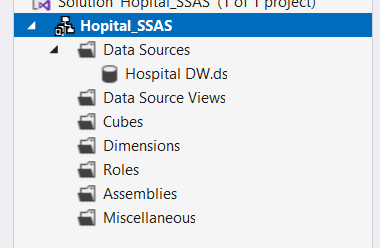 Solution 'Hopital_SSAS' (1 of 1 project)
Hopital_SSAS
Data Sources
Hospital DW.ds
Data Source Views
Cubes
Dimensions
Roles
Assemblies
Miscellaneous